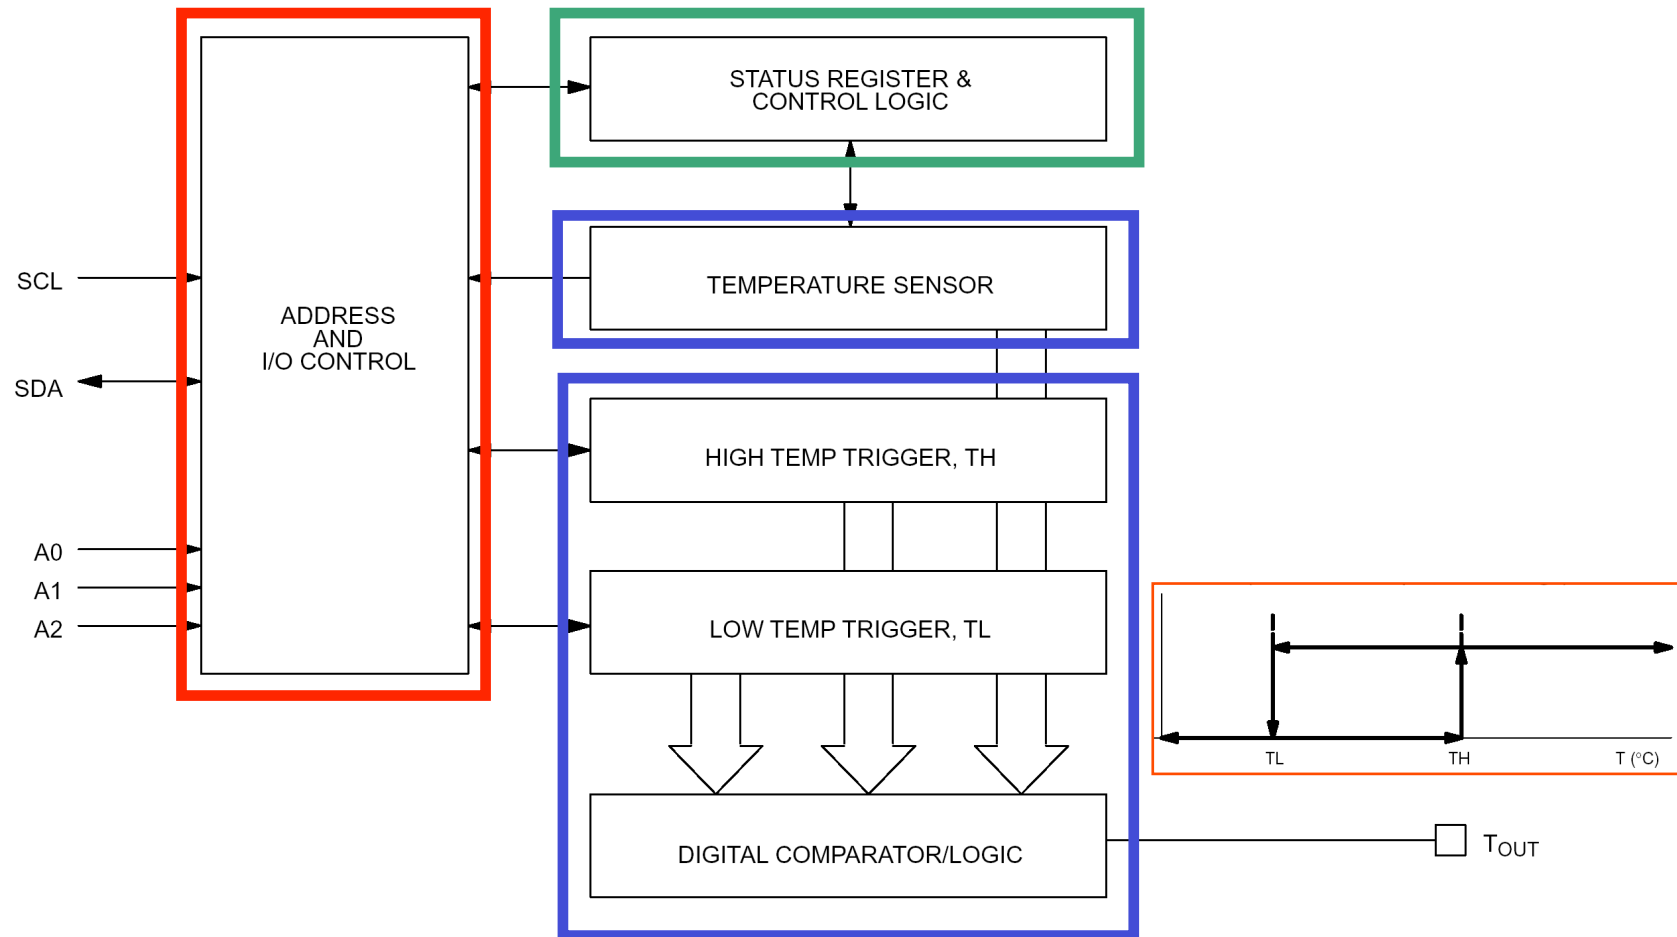 STATUS REGISTER &
CONTROL LOGIC
SCL
TEMPERATURE SENSOR
ADDRESS
AND
I/O CONTROL
SDA
HIGH TEMP TRIGGER, TH
A0
A1
A2
LOW TEMP TRIGGER, TL
TL
TH
T (°C)
DIGITAL COMPARATOR/LOGIC
TOUT